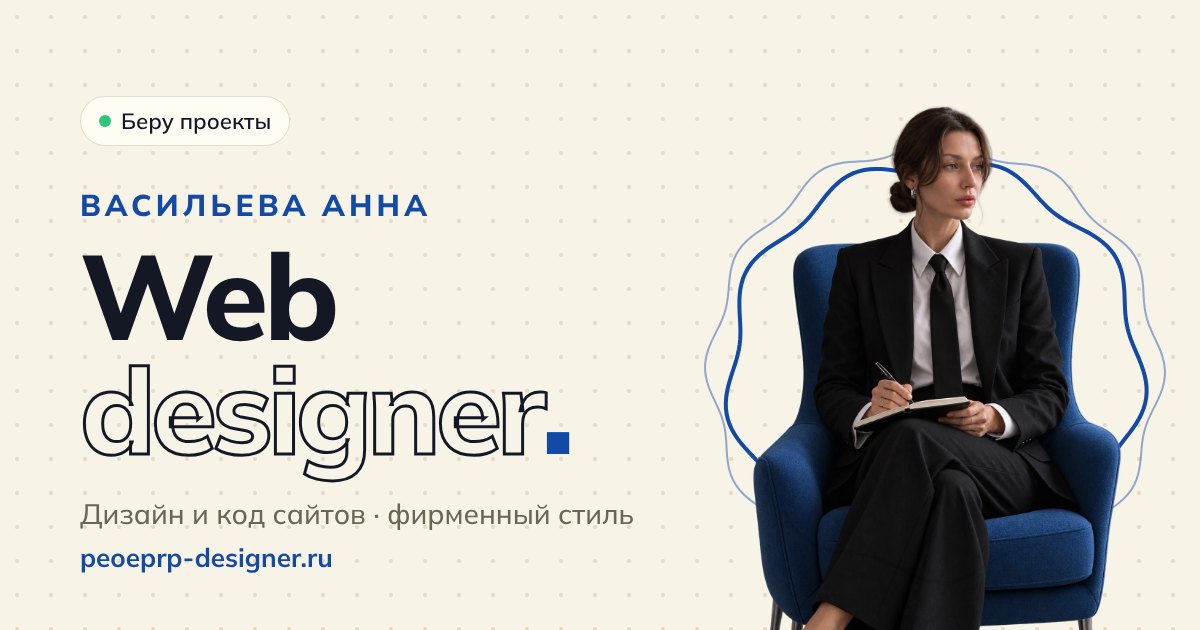 Беру проекты
ВАСИЛЬЕВА АННА
Web
designer.
Дизайн и код сайтов · фирменный стиль
peoeprp-designer.ru